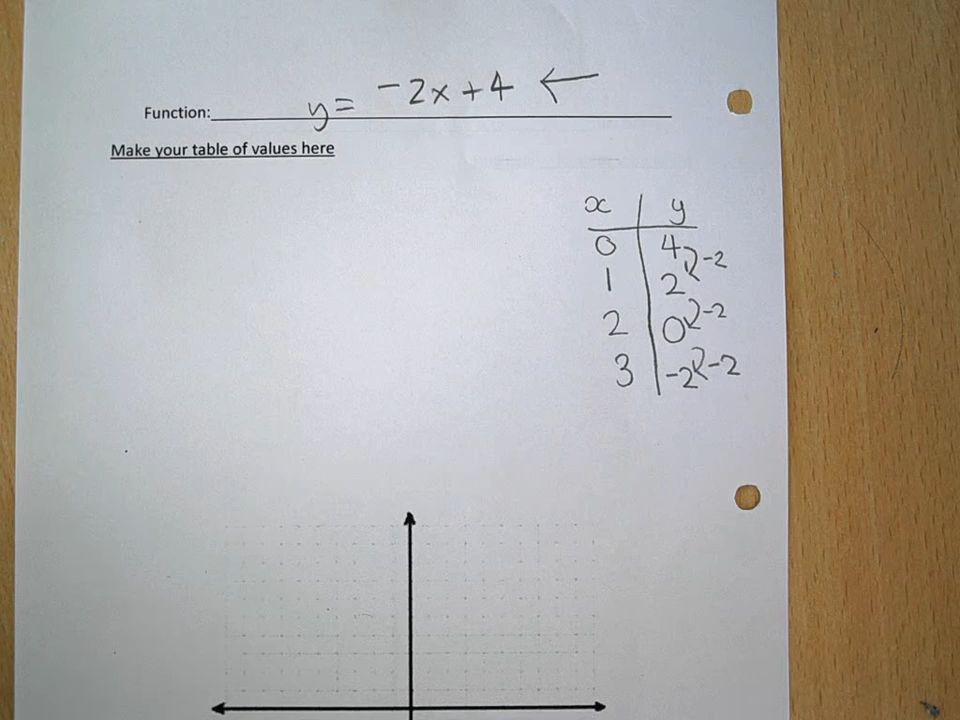 Function: y = -2x + 4 ←
Make your table of values here
x y
0 4
-2
1 2
-2
2 0
-2
3 -2